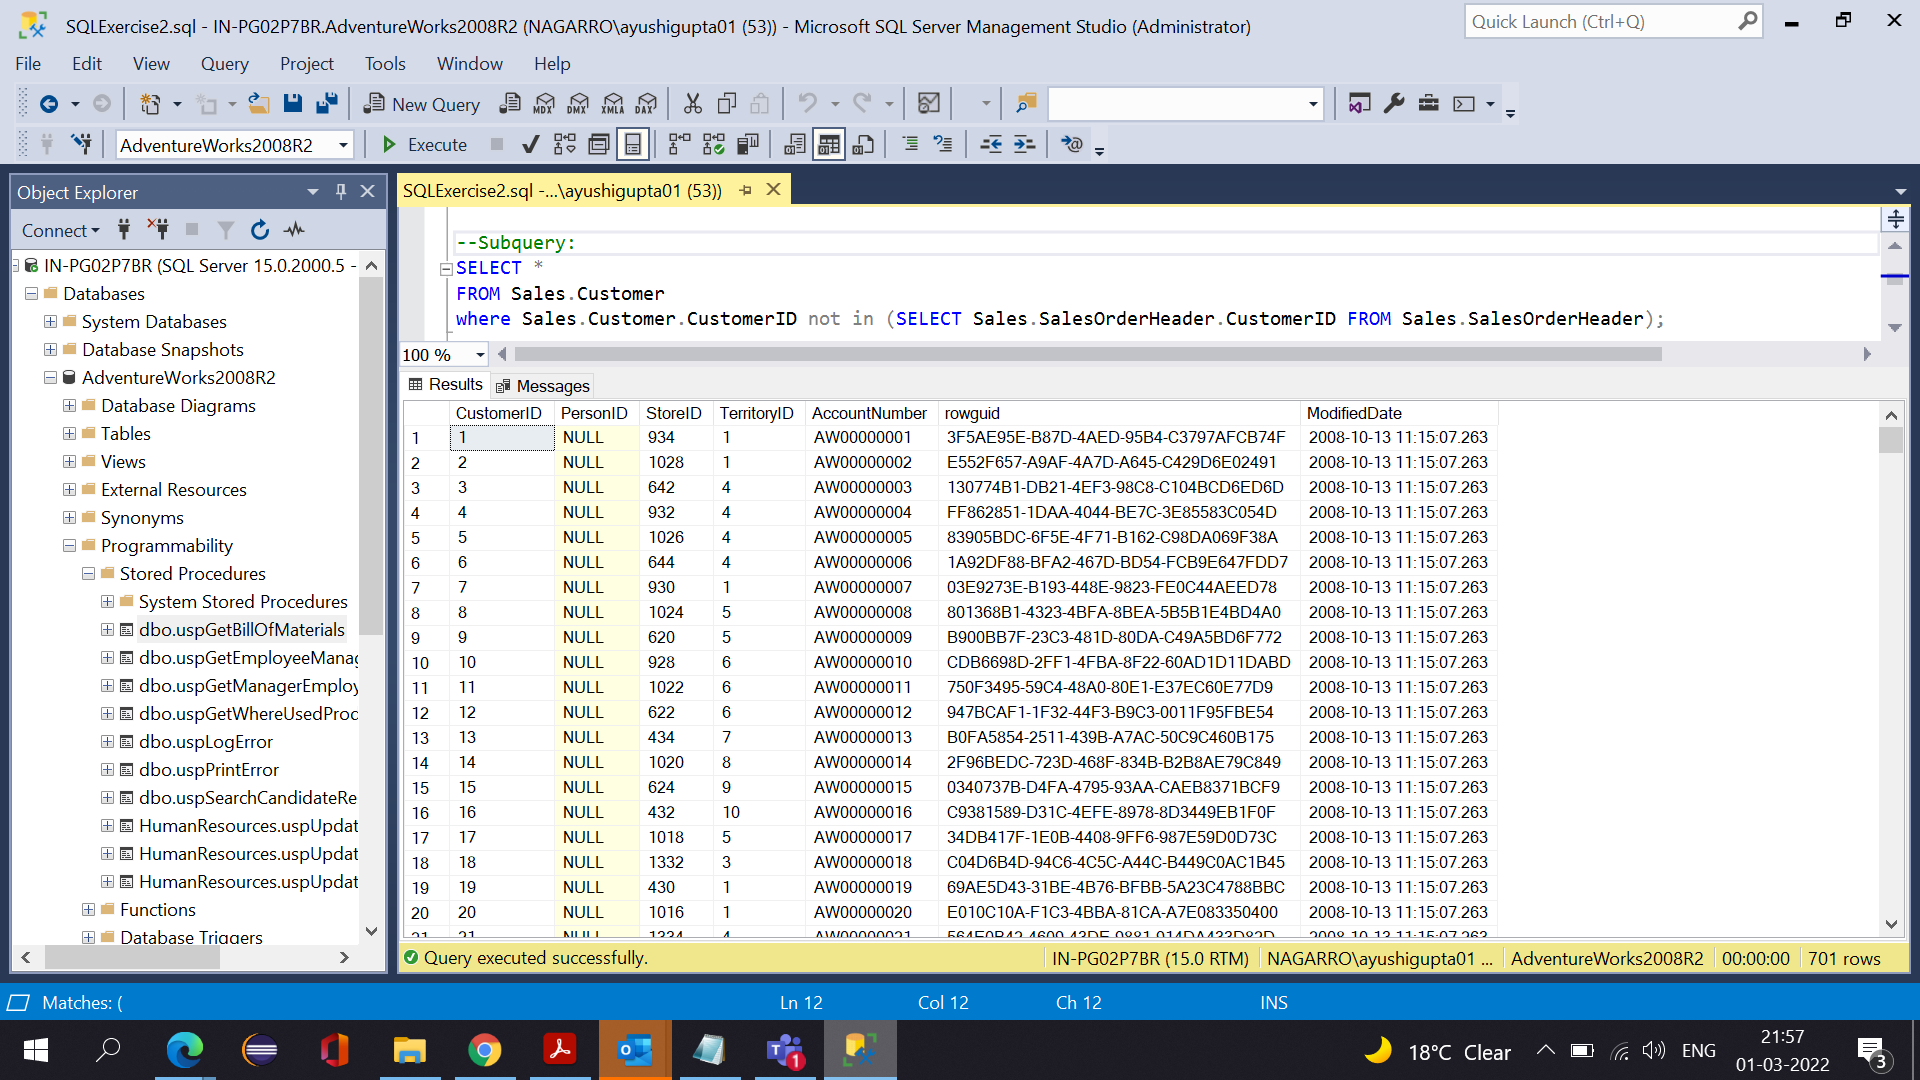 SQLExercise2.sql - IN-PG02P7BR.AdventureWorks2008R2 (NAGARRO\ayushigupta01 (53)) - Microsoft SQL Server Management Studio (Administrator)
Quick Launch (Ctrl+Q)
File Edit View Query Project Tools Window Help
New Query MDX DMX XMLA DAX
AdventureWorks2008R2 Execute
Object Explorer
Connect
IN-PG02P7BR (SQL Server 15.0.2000.5 -
Databases
System Databases
Database Snapshots
AdventureWorks2008R2
Database Diagrams
Tables
Views
External Resources
Synonyms
Programmability
Stored Procedures
System Stored Procedures
dbo.uspGetBillOfMaterials
dbo.uspGetEmployeeManag
dbo.uspGetManagerEmploy
dbo.uspGetWhereUsedProd
dbo.uspLogError
dbo.uspPrintError
dbo.uspSearchCandidateRe
HumanResources.uspUpdat
HumanResources.uspUpdat
HumanResources.uspUpdat
Functions
Database Triggers
SQLExercise2.sql -...\ayushigupta01 (53))
--Subquery:
SELECT *
FROM Sales.Customer
where Sales.Customer.CustomerID not in (SELECT Sales.SalesOrderHeader.CustomerID FROM Sales.SalesOrderHeader);
100 %
Results Messages
CustomerID PersonID StoreID TerritoryID AccountNumber rowguid ModifiedDate
1 1 NULL 934 1 AW00000001 3F5AE95E-B87D-4AED-95B4-C3797AFCB74F 2008-10-13 11:15:07.263
2 2 NULL 1028 1 AW00000002 E552F657-A9AF-4A7D-A645-C429D6E02491 2008-10-13 11:15:07.263
3 3 NULL 642 4 AW00000003 130774B1-DB21-4EF3-98C8-C104BCD6ED6D 2008-10-13 11:15:07.263
4 4 NULL 932 4 AW00000004 FF862851-1DAA-4044-BE7C-3E85583C054D 2008-10-13 11:15:07.263
5 5 NULL 1026 4 AW00000005 83905BDC-6F5E-4F71-B162-C98DA069F38A 2008-10-13 11:15:07.263
6 6 NULL 644 4 AW00000006 1A92DF88-BFA2-467D-BD54-FCB9E647FDD7 2008-10-13 11:15:07.263
7 7 NULL 930 1 AW00000007 03E9273E-B193-448E-9823-FE0C44AEED78 2008-10-13 11:15:07.263
8 8 NULL 1024 5 AW00000008 801368B1-4323-4BFA-8BEA-5B5B1E4BD4A0 2008-10-13 11:15:07.263
9 9 NULL 620 5 AW00000009 B900BB7F-23C3-481D-80DA-C49A5BD6F772 2008-10-13 11:15:07.263
10 10 NULL 928 6 AW00000010 CDB6698D-2FF1-4FBA-8F22-60AD1D11DABD 2008-10-13 11:15:07.263
11 11 NULL 1022 6 AW00000011 750F3495-59C4-48A0-80E1-E37EC60E77D9 2008-10-13 11:15:07.263
12 12 NULL 622 6 AW00000012 947BCAF1-1F32-44F3-B9C3-0011F95FBE54 2008-10-13 11:15:07.263
13 13 NULL 434 7 AW00000013 B0FA5854-2511-439B-A7AC-50C9C460B175 2008-10-13 11:15:07.263
14 14 NULL 1020 8 AW00000014 2F96BEDC-723D-468F-834B-B2B8AE79C849 2008-10-13 11:15:07.263
15 15 NULL 624 9 AW00000015 0340737B-D4FA-4795-93AA-CAEB8371BCF9 2008-10-13 11:15:07.263
16 16 NULL 432 10 AW00000016 C9381589-D31C-4EFE-8978-8D3449EB1F0F 2008-10-13 11:15:07.263
17 17 NULL 1018 5 AW00000017 34DB417F-1E0B-4408-9FF6-987E59D0D73C 2008-10-13 11:15:07.263
18 18 NULL 1332 3 AW00000018 C04D6B4D-94C6-4C5C-A44C-B449C0AC1B45 2008-10-13 11:15:07.263
19 19 NULL 430 1 AW00000019 69AE5D43-31BE-4B76-BFBB-5A23C4788BBC 2008-10-13 11:15:07.263
20 20 NULL 1016 1 AW00000020 E010C10A-F1C3-4BBA-81CA-A7E083350400 2008-10-13 11:15:07.263
21 21 NULL 1334 4 AW00000021 2008-10-13 11:15:07.263
Query executed successfully. IN-PG02P7BR (15.0 RTM) NAGARRO\ayushigupta01 ... AdventureWorks2008R2 00:00:00 701 rows
Matches: ( Ln 12 Col 12 Ch 12 INS
1 18°C Clear ENG 21:57 3
01-03-2022